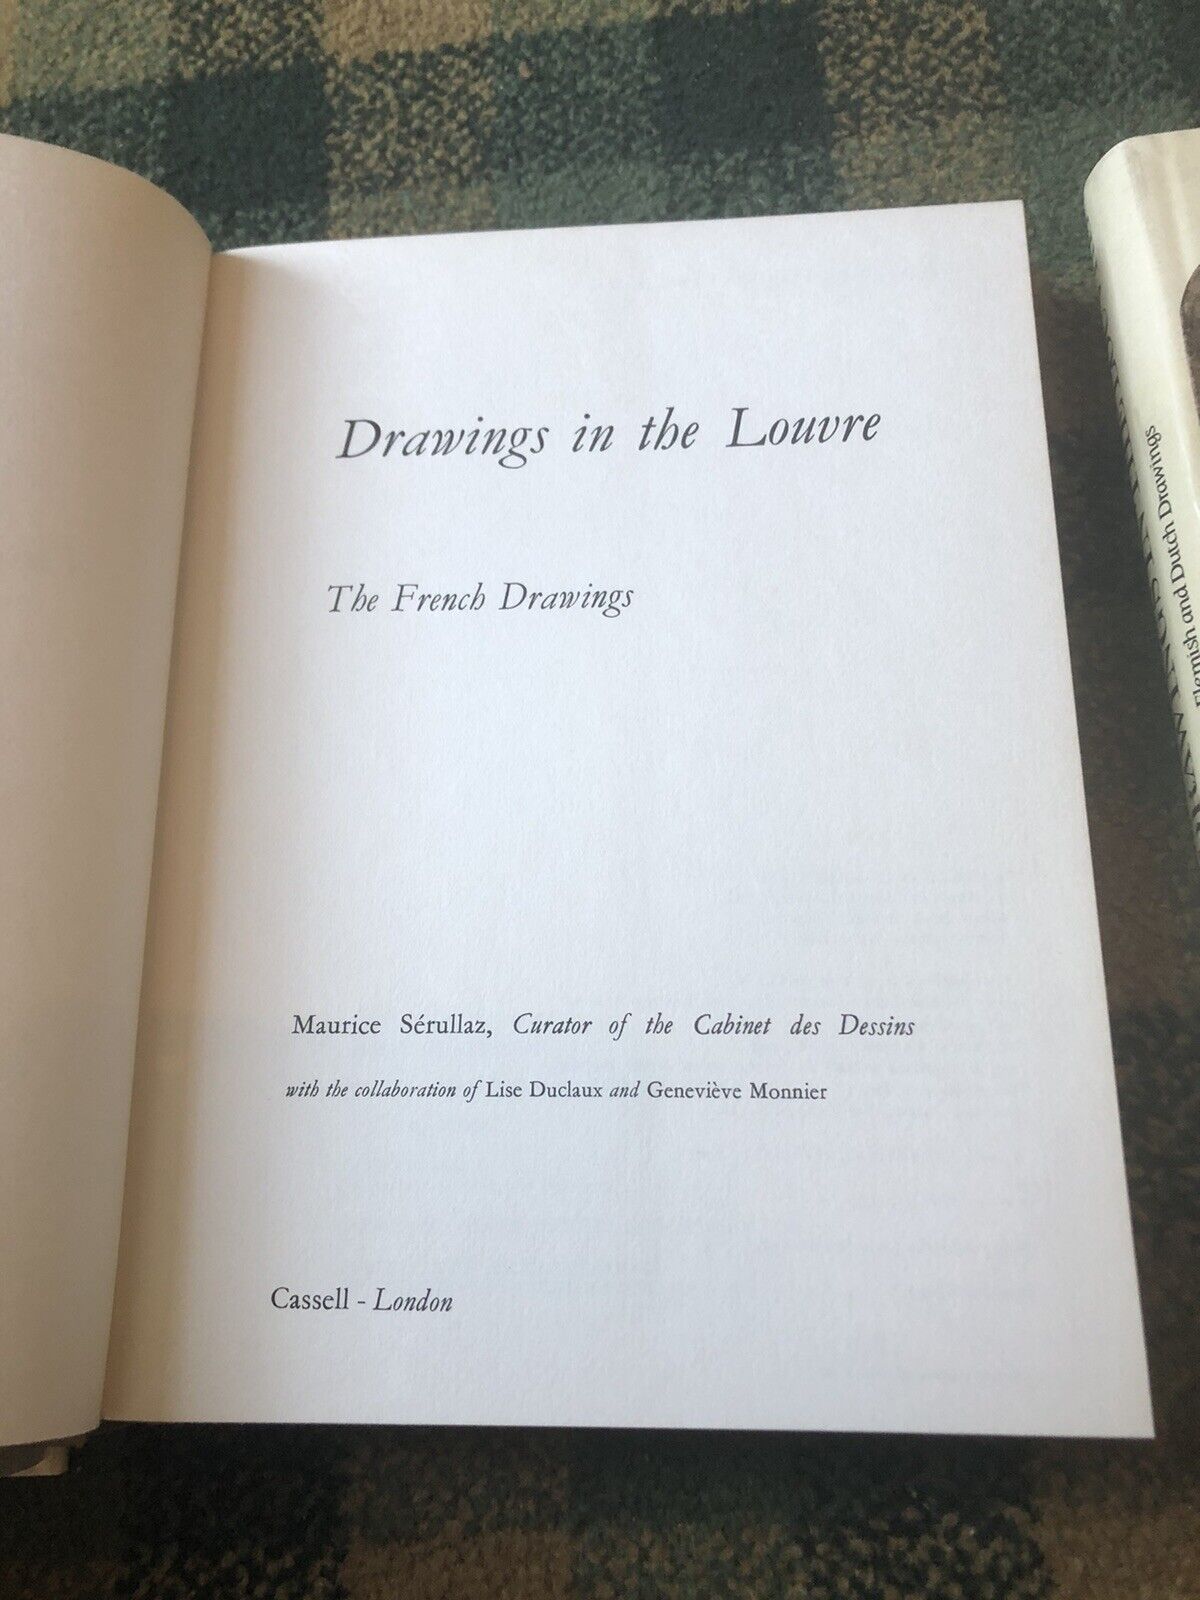 Drawings in the Louvre
The French Drawings
Maurice Sérullaz, Curator of the Cabinet des Dessins
with the collaboration of Lise Duclaux and Geneviève Monnier
Cassell - London
Flemish and Dutch Drawings